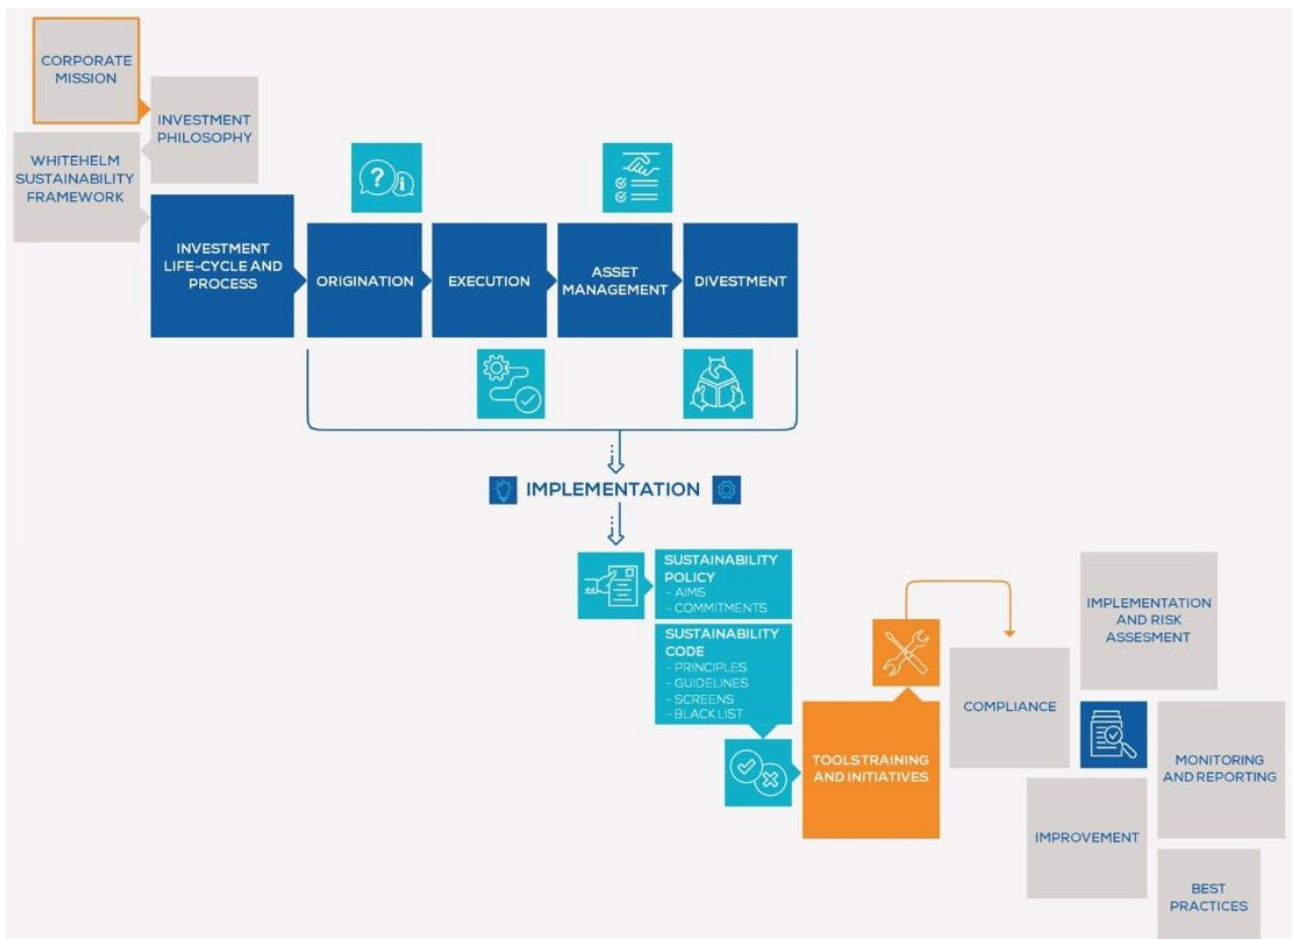 CORPORATE
MISSION
INVESTMENT
PHILOSOPHY
WHITEHELM
SUSTAINABILITY
FRAMEWORK
INVESTMENT
LIFE-CYCLE AND
PROCESS
ORIGINATION
EXECUTION
ASSET
MANAGEMENT
DIVESTMENT
?
i
IMPLEMENTATION
SUSTAINABILITY
POLICY
- AIMS
- COMMITMENTS
SUSTAINABILITY
CODE
- PRINCIPLES
- GUIDELINES
- SCREENS
- BLACK LIST
TOOLS TRAINING
AND INITIATIVES
COMPLIANCE
IMPLEMENTATION
AND RISK
ASSESMENT
MONITORING
AND REPORTING
IMPROVEMENT
BEST
PRACTICES